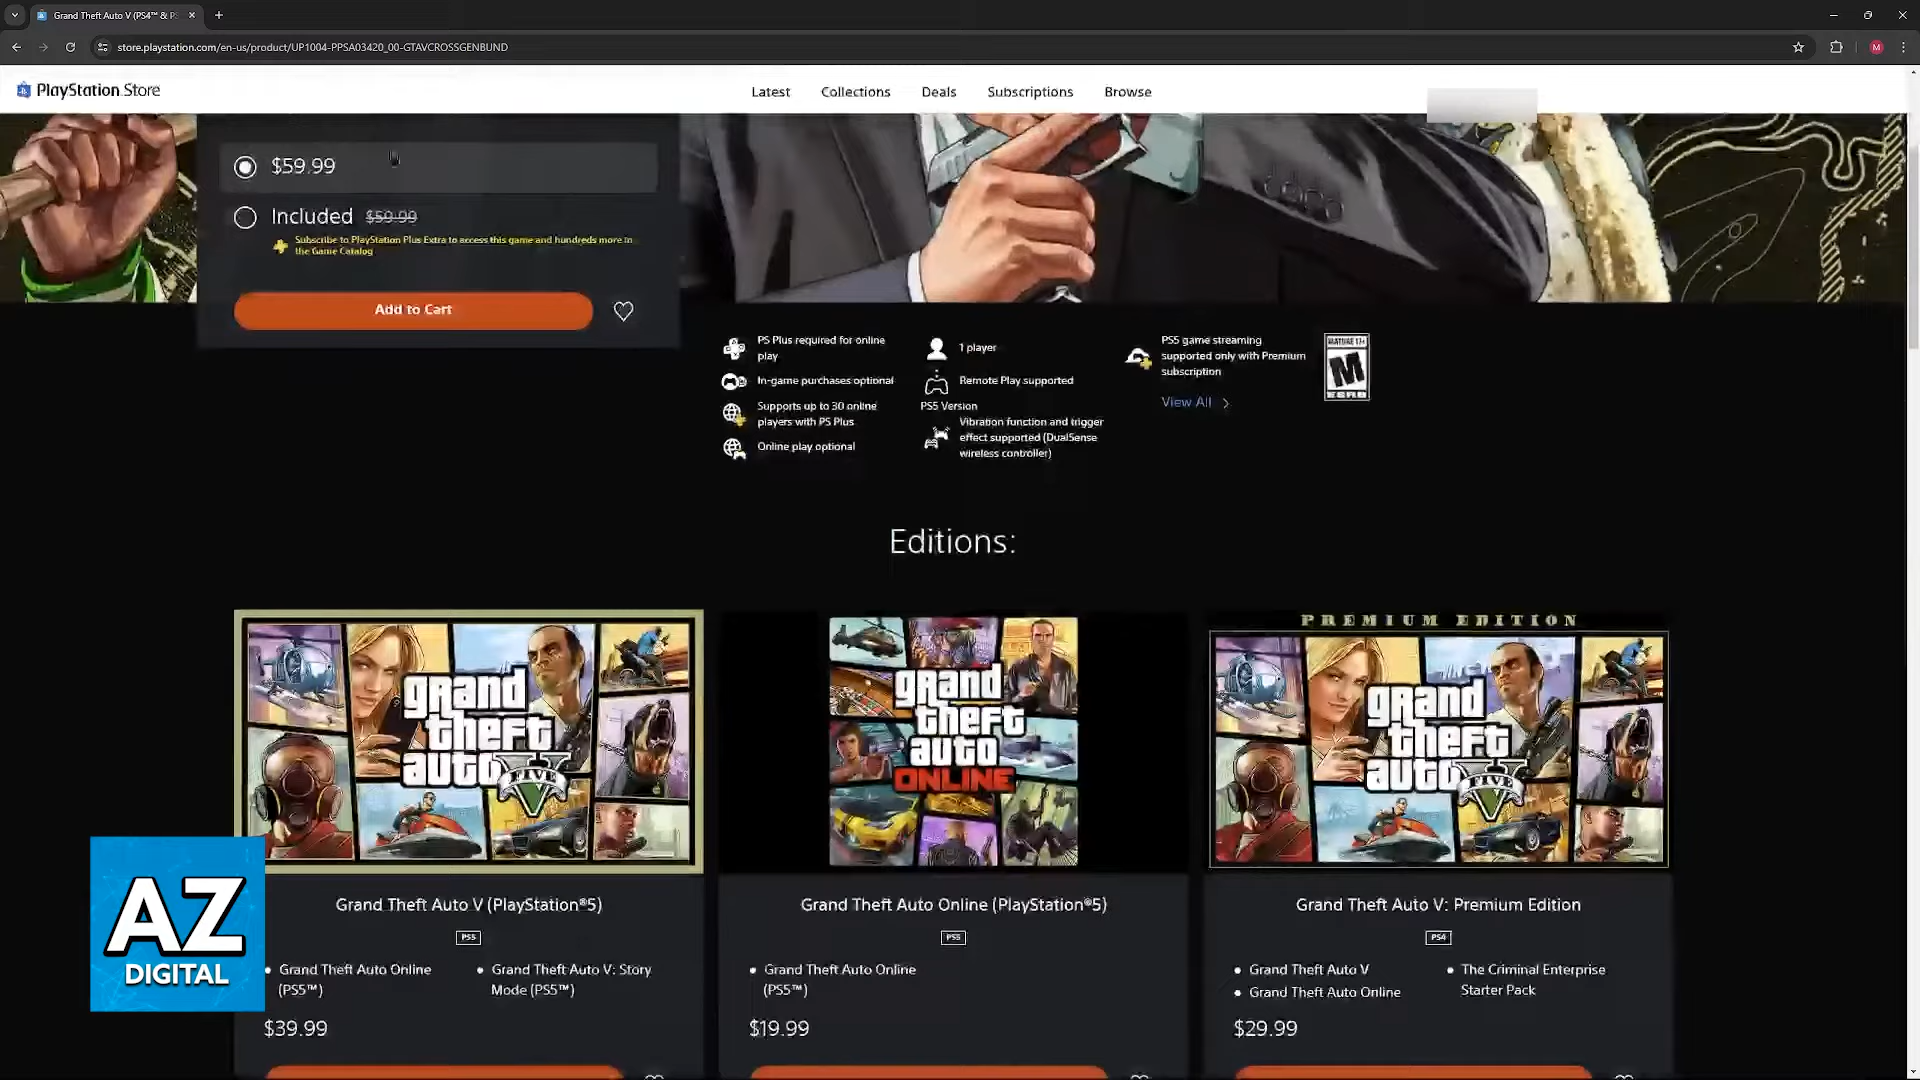 Grand Theft Auto V (PS4™ & PS
store.playstation.com/en-us/product/UP1004-PPSA03420_00-GTAVCROSSGENBUND
M
PlayStation Store
Latest
Collections
Deals
Subscriptions
Browse
$59.99
Included $59.99
Subscribe to PlayStation Plus Extra to access this game and hundreds more in
the Game Catalog
Add to Cart
PS Plus required for online
play
In-game purchases optional
Supports up to 30 online
players with PS Plus
Online play optional
1 player
Remote Play supported
PS5 Version
Vibration function and trigger
effect supported (DualSense
wireless controller)
PS5 game streaming
supported only with Premium
subscription
View All
MATURE 17+
M
ESRB
Editions:
grand
theft
auto
FIVE
V
grand
theft
auto
ONLINE
PREMIUM EDITION
grand
theft
auto
FIVE
V
Grand Theft Auto V (PlayStation®5)
PS5
Grand Theft Auto Online
(PS5™)
Grand Theft Auto V: Story
Mode (PS5™)
$39.99
Grand Theft Auto Online (PlayStation®5)
PS5
Grand Theft Auto Online
(PS5™)
$19.99
Grand Theft Auto V: Premium Edition
PS4
Grand Theft Auto V
Grand Theft Auto Online
The Criminal Enterprise
Starter Pack
$29.99
AZ
DIGITAL